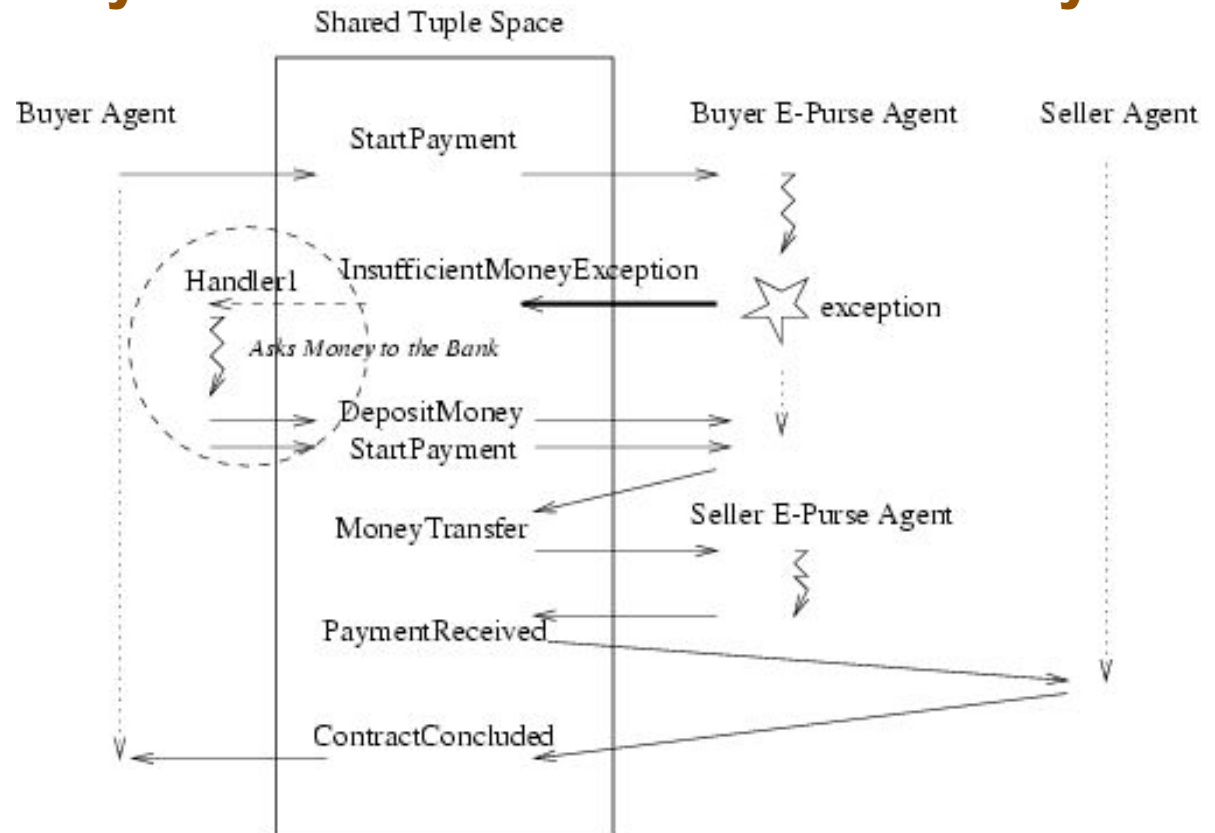 Shared Tuple Space
Buyer Agent
Buyer E-Purse Agent
Seller Agent
StartPayment
InsufficientMoneyException
Handler1
exception
Asks Money to the Bank
DepositMoney
StartPayment
Seller E-Purse Agent
MoneyTransfer
PaymentReceived
ContractConcluded